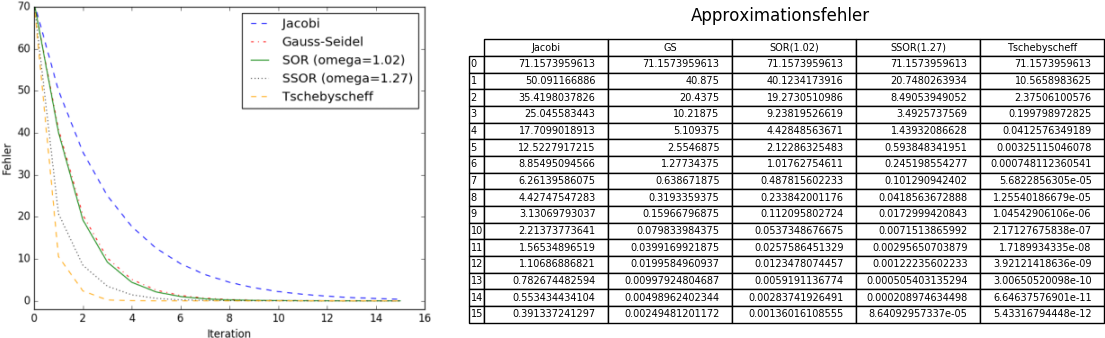 70
60
50
40
30
20
10
0
Fehler
0 2 4 6 8 10 12 14 16
Iteration
Jacobi
Gauss-Seidel
SOR (omega=1.02)
SSOR (omega=1.27)
Tschebyscheff
Approximationsfehler
Jacobi GS SOR(1.02) SSOR(1.27) Tschebyscheff
0 71.1573959613 71.1573959613 71.1573959613 71.1573959613 71.1573959613
1 50.091166886 40.875 40.1234173916 20.7480263934 10.5658983625
2 35.4198037826 20.4375 19.2730510986 8.49053949052 2.37506100576
3 25.045583443 10.21875 9.23819526619 3.4925737569 0.199798972825
4 17.7099018913 5.109375 4.42848563671 1.43932086628 0.0412576349189
5 12.5227917215 2.5546875 2.12286325483 0.593848341951 0.00325115046078
6 8.85495094566 1.27734375 1.01762754611 0.245198554277 0.000748112360541
7 6.26139586075 0.638671875 0.487815602233 0.101290942402 5.6822856305e-05
8 4.42747547283 0.3193359375 0.233842001176 0.0418563672888 1.25540186679e-05
9 3.13069793037 0.15966796875 0.112095802724 0.0172999420843 1.04542906106e-06
10 2.21373773641 0.079833984375 0.0537348676675 0.0071513865992 2.17127675838e-07
11 1.56534896519 0.0399169921875 0.0257586451329 0.00295650703879 1.7189934335e-08
12 1.10686886821 0.0199584960937 0.0123478074457 0.00122235602233 3.92121418636e-09
13 0.782674482594 0.00997924804687 0.0059191136774 0.000505403135294 3.00650520098e-10
14 0.553434434104 0.00498962402344 0.00283741926491 0.000208974634498 6.64637576901e-11
15 0.391337241297 0.00249481201172 0.00136016108555 8.64092957337e-05 5.43316794448e-12